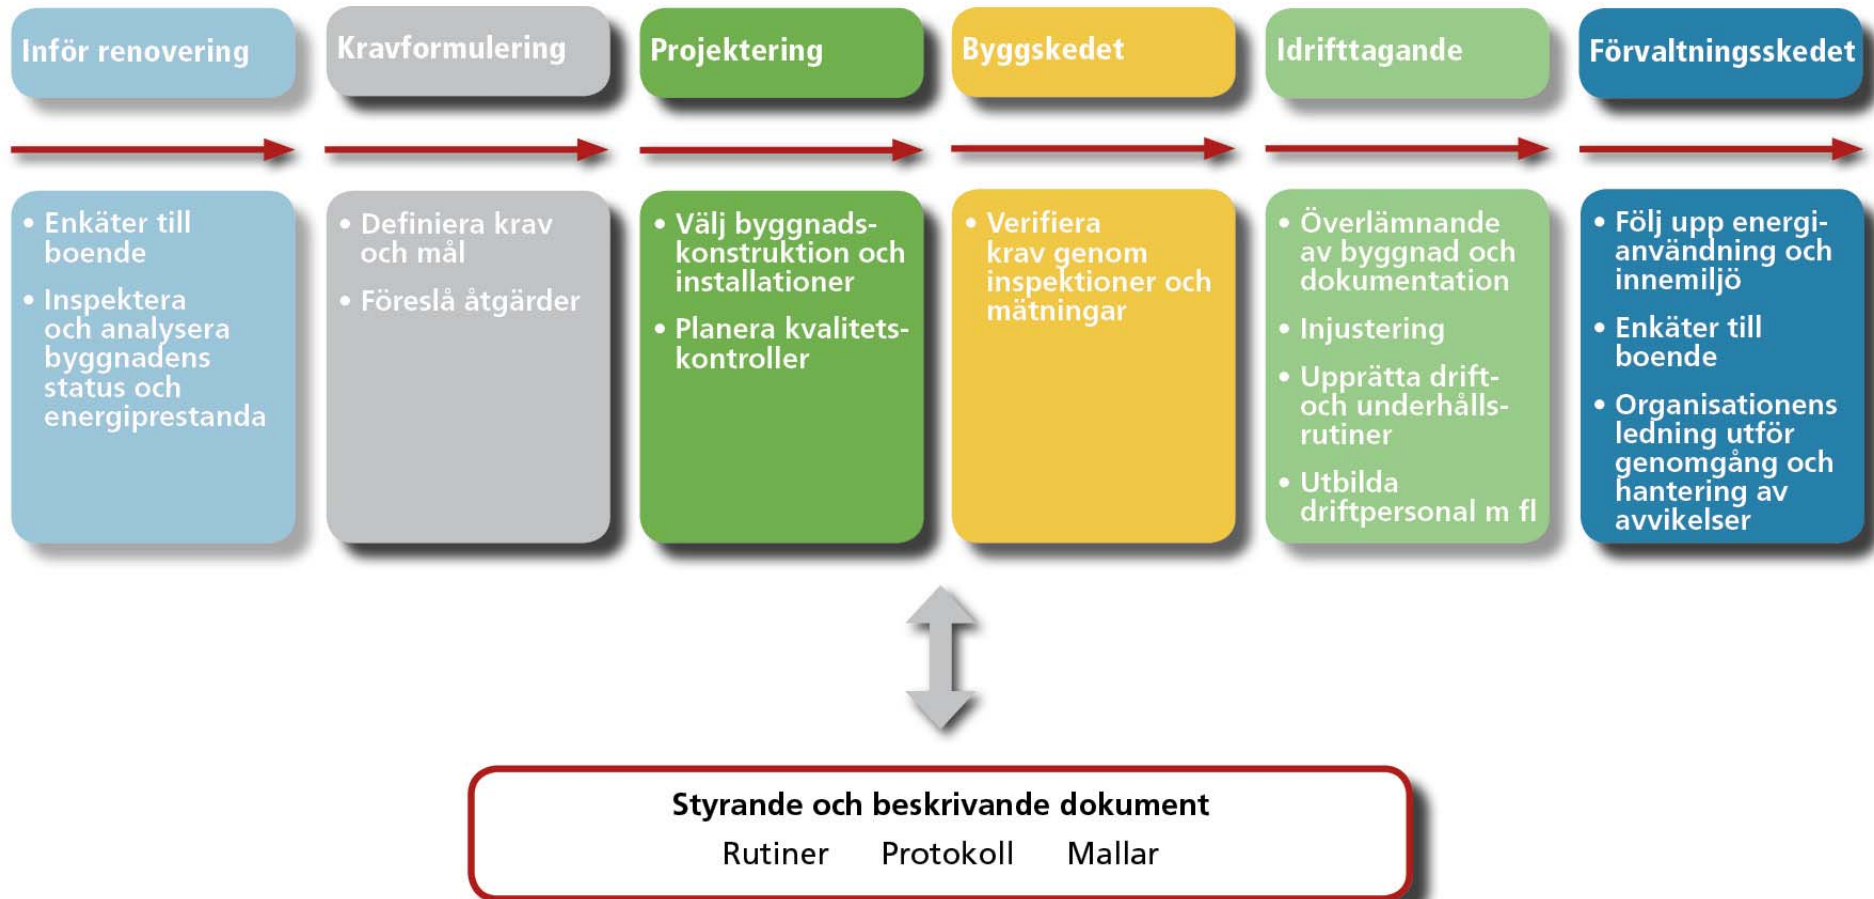 Inför renovering
Kravformulering
Projektering
Byggskedet
Idrifttagande
Förvaltningsskedet
• Enkäter till
boende
• Inspektera
och analysera
byggnadens
status och
energiprestanda
• Definiera krav
och mål
• Föreslå åtgärder
• Välj byggnads-
konstruktion och
installationer
• Planera kvalitets-
kontroller
• Verifiera
krav genom
inspektioner och
mätningar
• Överlämnande
av byggnad och
dokumentation
• Injustering
• Upprätta drift-
och underhålls-
rutiner
• Utbilda
driftpersonal m fl
• Följ upp energi-
användning och
innemiljö
• Enkäter till
boende
• Organisationens
ledning utför
genomgång och
hantering av
avvikelser
Styrande och beskrivande dokument
Rutiner Protokoll Mallar